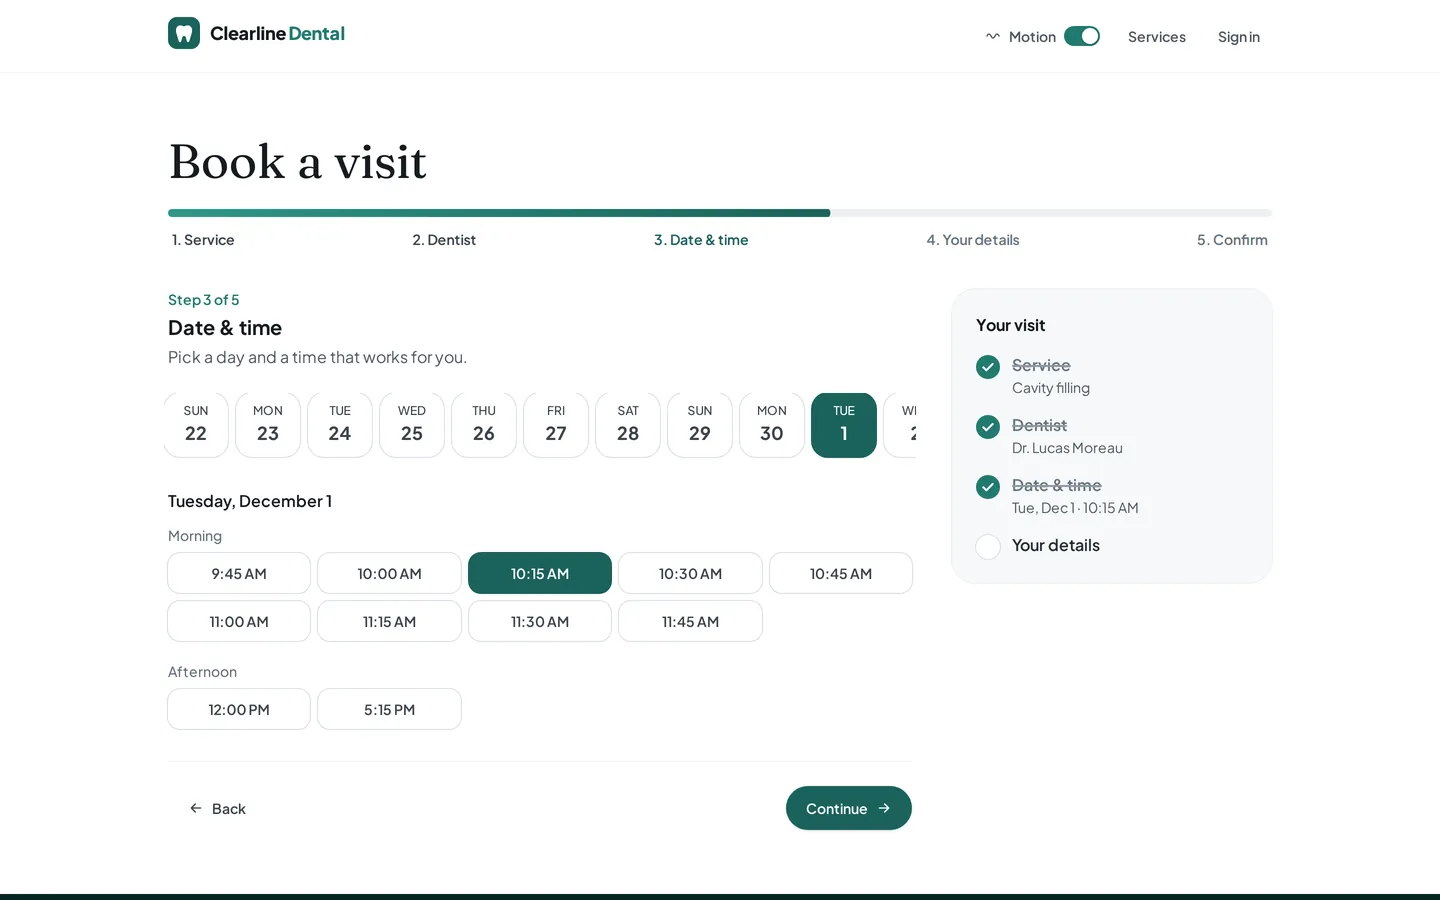 Clearline Dental
Motion
Services
Sign in
Book a visit
1. Service
2. Dentist
3. Date & time
4. Your details
5. Confirm
Step 3 of 5
Date & time
Pick a day and a time that works for you.
SUN
22
MON
23
TUE
24
WED
25
THU
26
FRI
27
SAT
28
SUN
29
MON
30
TUE
1
Tuesday, December 1
Morning
9:45 AM
10:00 AM
10:15 AM
10:30 AM
10:45 AM
11:00 AM
11:15 AM
11:30 AM
11:45 AM
Afternoon
12:00 PM
5:15 PM
Back
Continue
Your visit
Service
Cavity filling
Dentist
Dr. Lucas Moreau
Date & time
Tue, Dec 1 · 10:15 AM
Your details